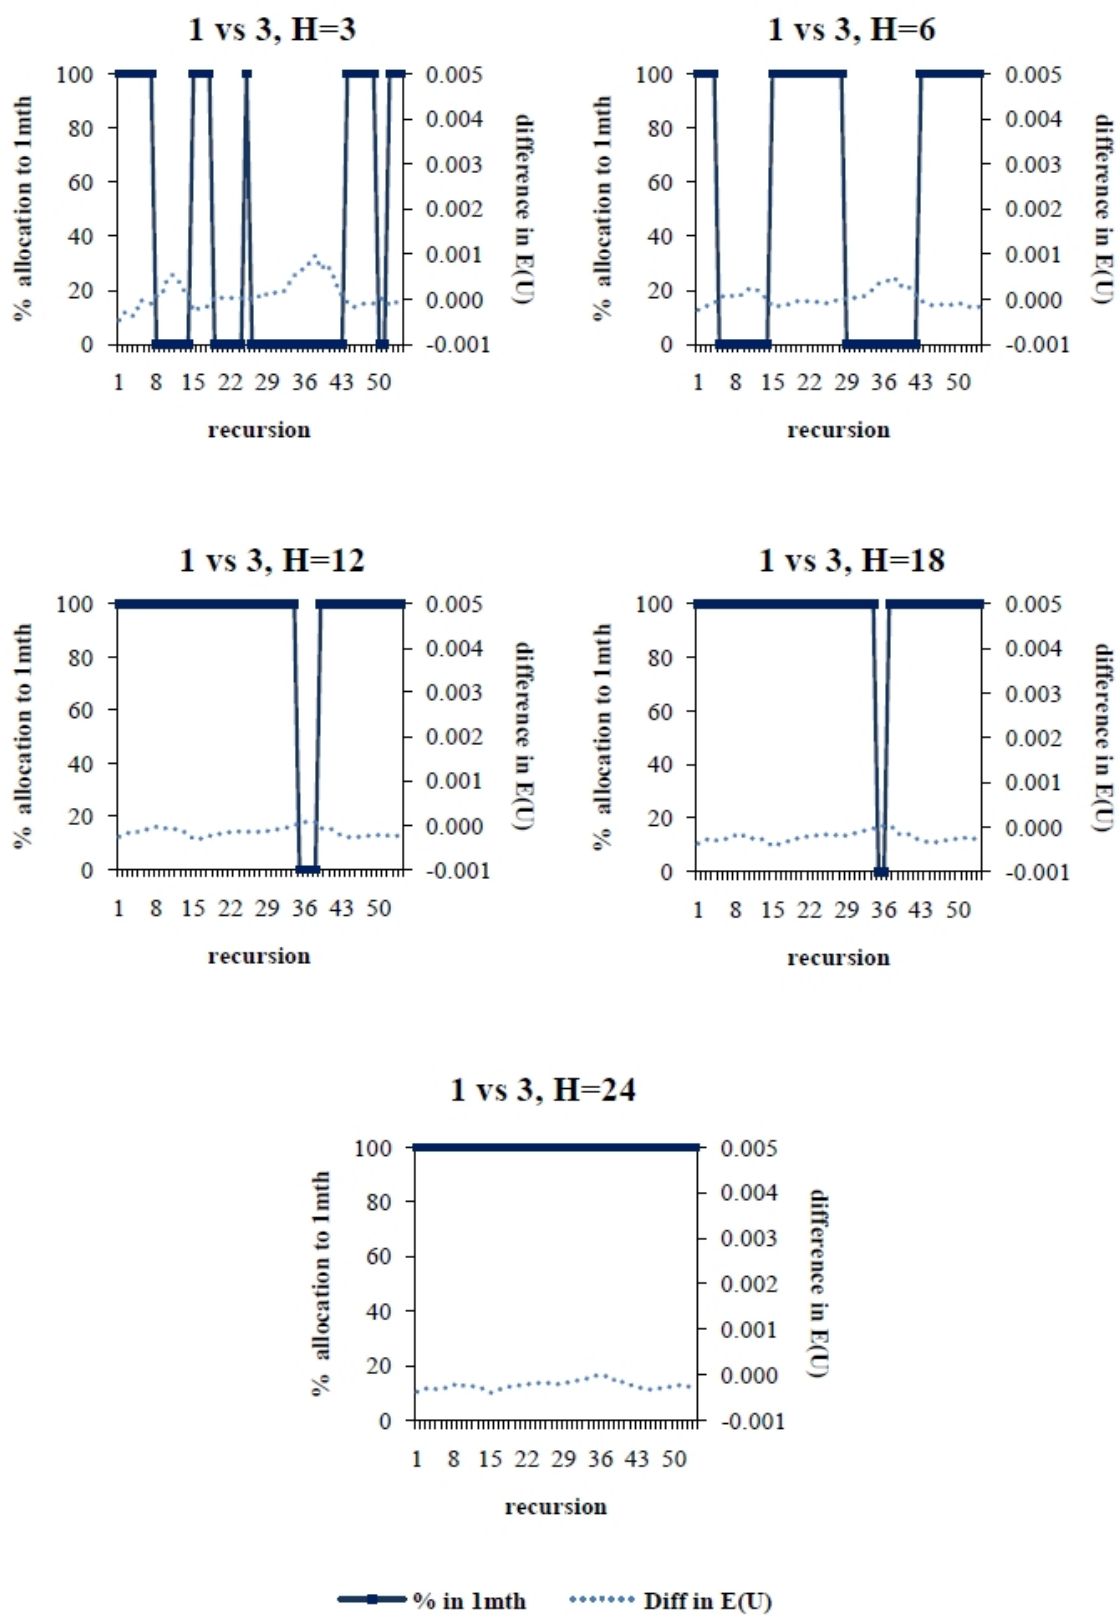 1 vs 3, H=3
100
80
60
40
20
0
% allocation to 1mth
0.005
0.004
0.003
0.002
0.001
0.000
-0.001
difference in E(U)
1 8 15 22 29 36 43 50
recursion
1 vs 3, H=6
100
80
60
40
20
0
% allocation to 1mth
0.005
0.004
0.003
0.002
0.001
0.000
-0.001
difference in E(U)
1 8 15 22 29 36 43 50
recursion
1 vs 3, H=12
100
80
60
40
20
0
% allocation to 1mth
0.005
0.004
0.003
0.002
0.001
0.000
-0.001
difference in E(U)
1 8 15 22 29 36 43 50
recursion
1 vs 3, H=18
100
80
60
40
20
0
% allocation to 1mth
0.005
0.004
0.003
0.002
0.001
0.000
-0.001
difference in E(U)
1 8 15 22 29 36 43 50
recursion
1 vs 3, H=24
100
80
60
40
20
0
% allocation to 1mth
0.005
0.004
0.003
0.002
0.001
0.000
-0.001
difference in E(U)
1 8 15 22 29 36 43 50
recursion
% in 1mth Diff in E(U)